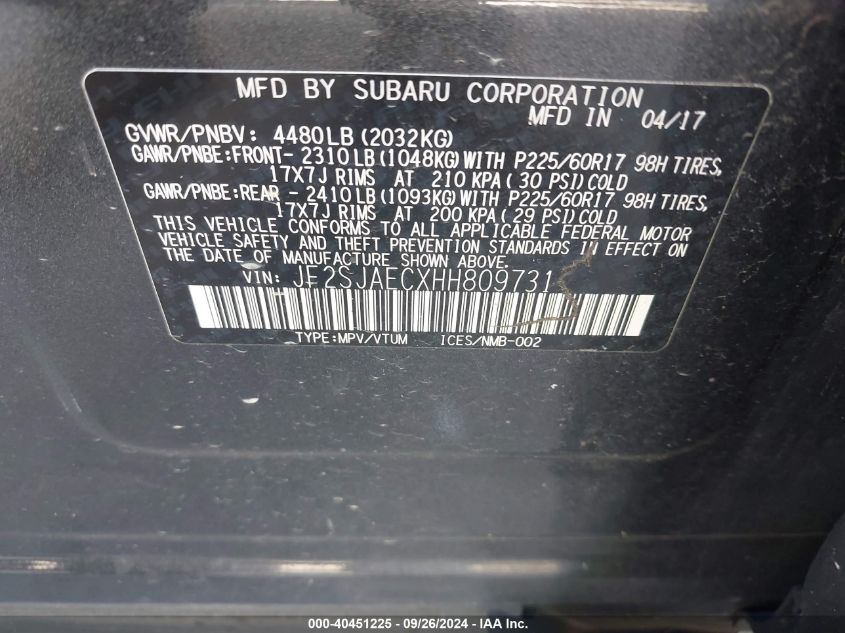 MFD BY SUBARU CORPORATION
MFD IN 04/17
GVWR/PNBV: 4480LB (2032KG)
GAWR/PNBE:FRONT- 2310LB(1048KG)WITH P225/60R17 98H TIRES,
17X7J RIMS AT 210 KPA( 30 PSI)COLD
GAWR/PNBE:REAR - 2410LB(1093KG)WITH P225/60R17 98H TIRES,
17X7J RIMS AT 200 KPA( 29 PSI)COLD
THIS VEHICLE CONFORMS TO ALL APPLICABLE FEDERAL MOTOR
VEHICLE SAFETY AND THEFT PREVENTION STANDARDS IN EFFECT ON
THE DATE OF MANUFACTURE SHOWN ABOVE.
VIN: JF2SJAECXHH809731
TYPE:MPV/VTUM ICES/NMB-002
000-40451225 - 09/26/2024 - IAA Inc.